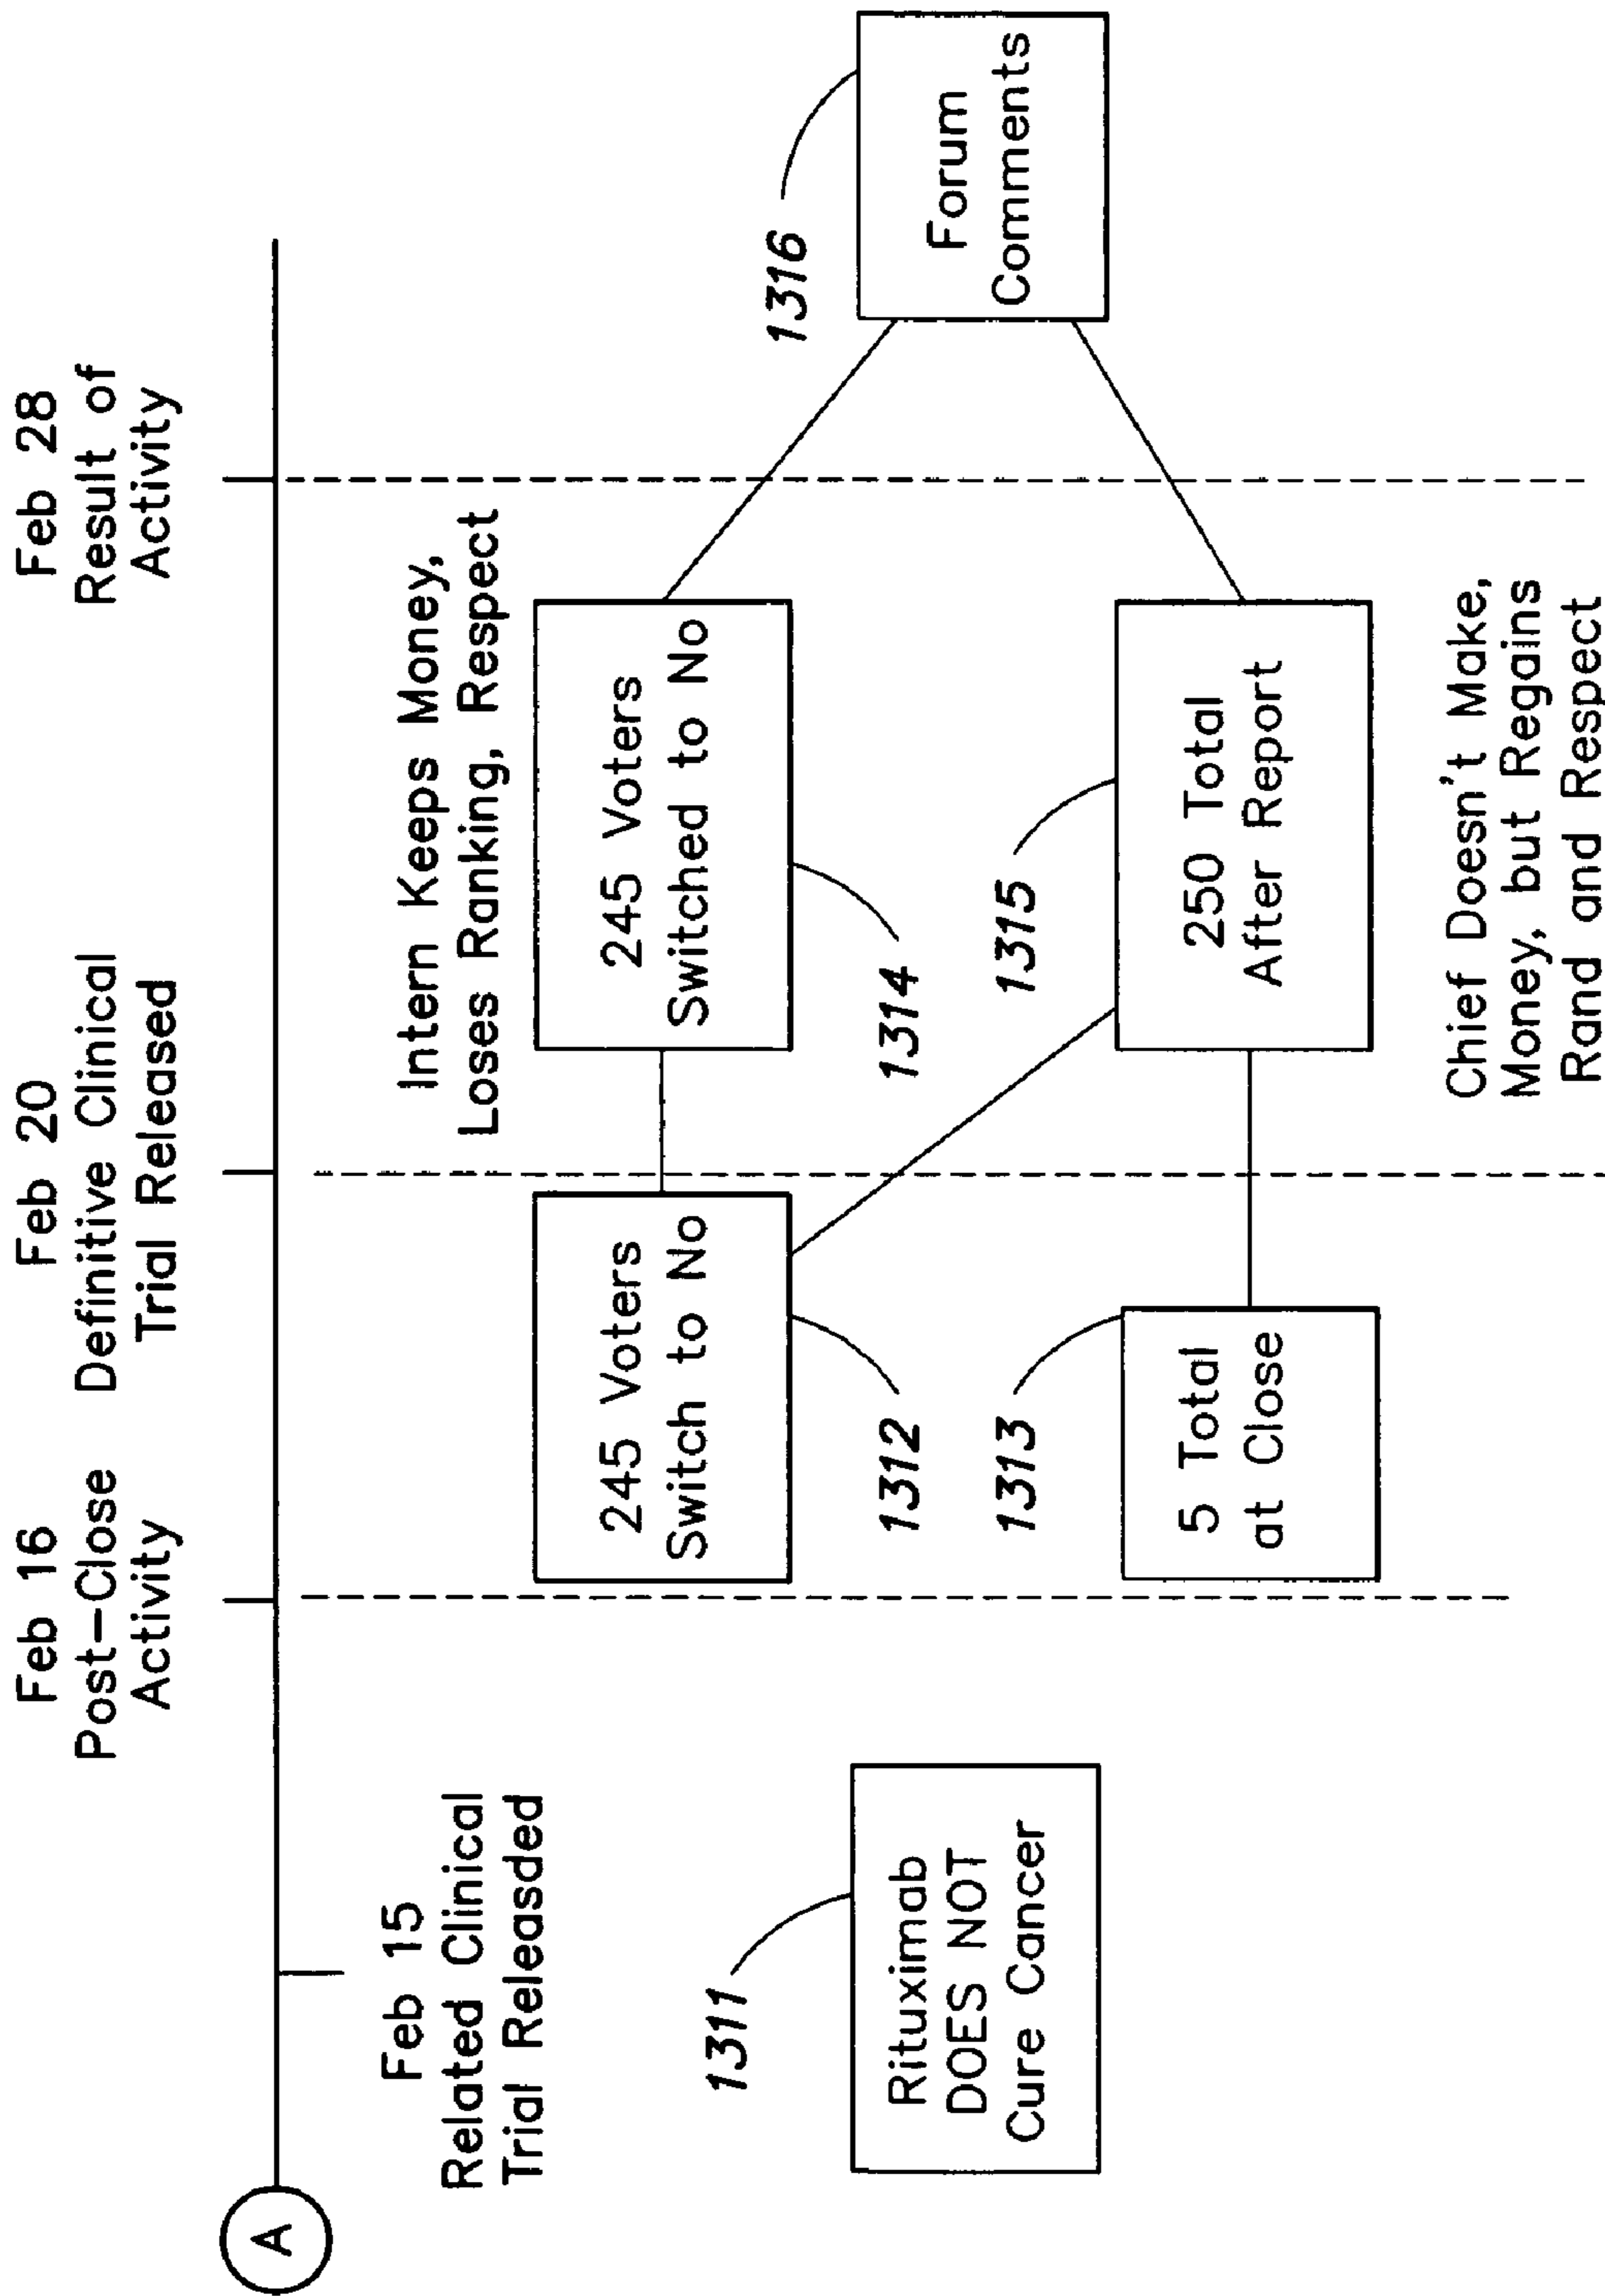 A
Feb 15
Related Clinical
Trial Releasded
Feb 16
Post-Close
Activity
Feb 20
Definitive Clinical
Trial Released
Feb 28
Result of
Activity
1311
Rituximab
DOES NOT
Cure Cancer
245 Voters
Switch to No
1312
1313
5 Total
at Close
Intern Keeps Money,
Loses Ranking, Respect
245 Voters
Switched to No
1314
1315
250 Total
After Report
Chief Doesn't Make,
Money, but Regains
Rand and Respect
1316
Forum
Comments